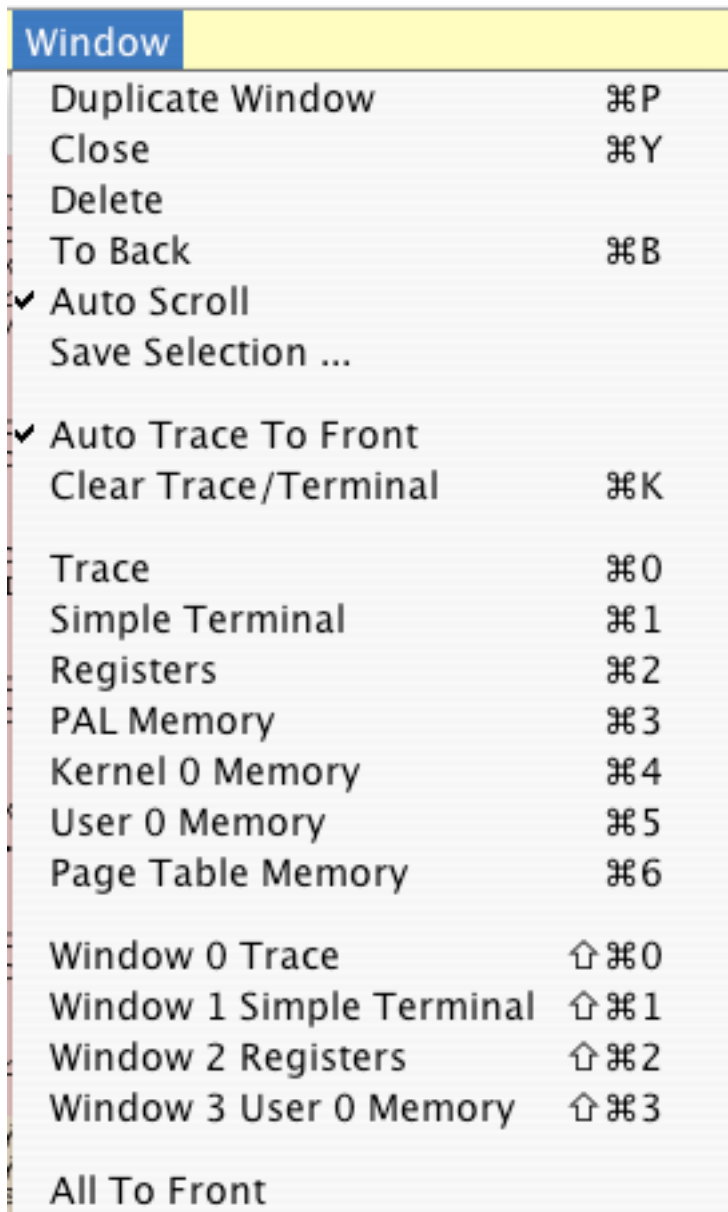 Window
Duplicate Window ⌘P
Close ⌘Y
Delete
To Back ⌘B
✓ Auto Scroll
Save Selection ...
✓ Auto Trace To Front
Clear Trace/Terminal ⌘K
Trace ⌘0
Simple Terminal ⌘1
Registers ⌘2
PAL Memory ⌘3
Kernel 0 Memory ⌘4
User 0 Memory ⌘5
Page Table Memory ⌘6
Window 0 Trace ⇧⌘0
Window 1 Simple Terminal ⇧⌘1
Window 2 Registers ⇧⌘2
Window 3 User 0 Memory ⇧⌘3
All To Front